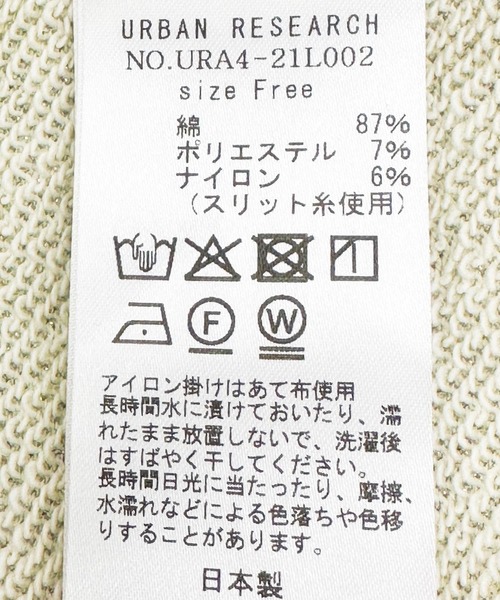 URBAN RESEARCH
NO.URA4-21L002
size Free
綿 87%
ポリエステル 7%
ナイロン 6%
（スリット糸使用）
F W
アイロン掛けはあて布使用
長時間水に漬けておいたり、濡
れたまま放置しないで、洗濯後
はすばやく干してください。
長時間日光に当たったり、摩擦、
水濡れなどによる色落ちや色移
りすることがあります。
日本製